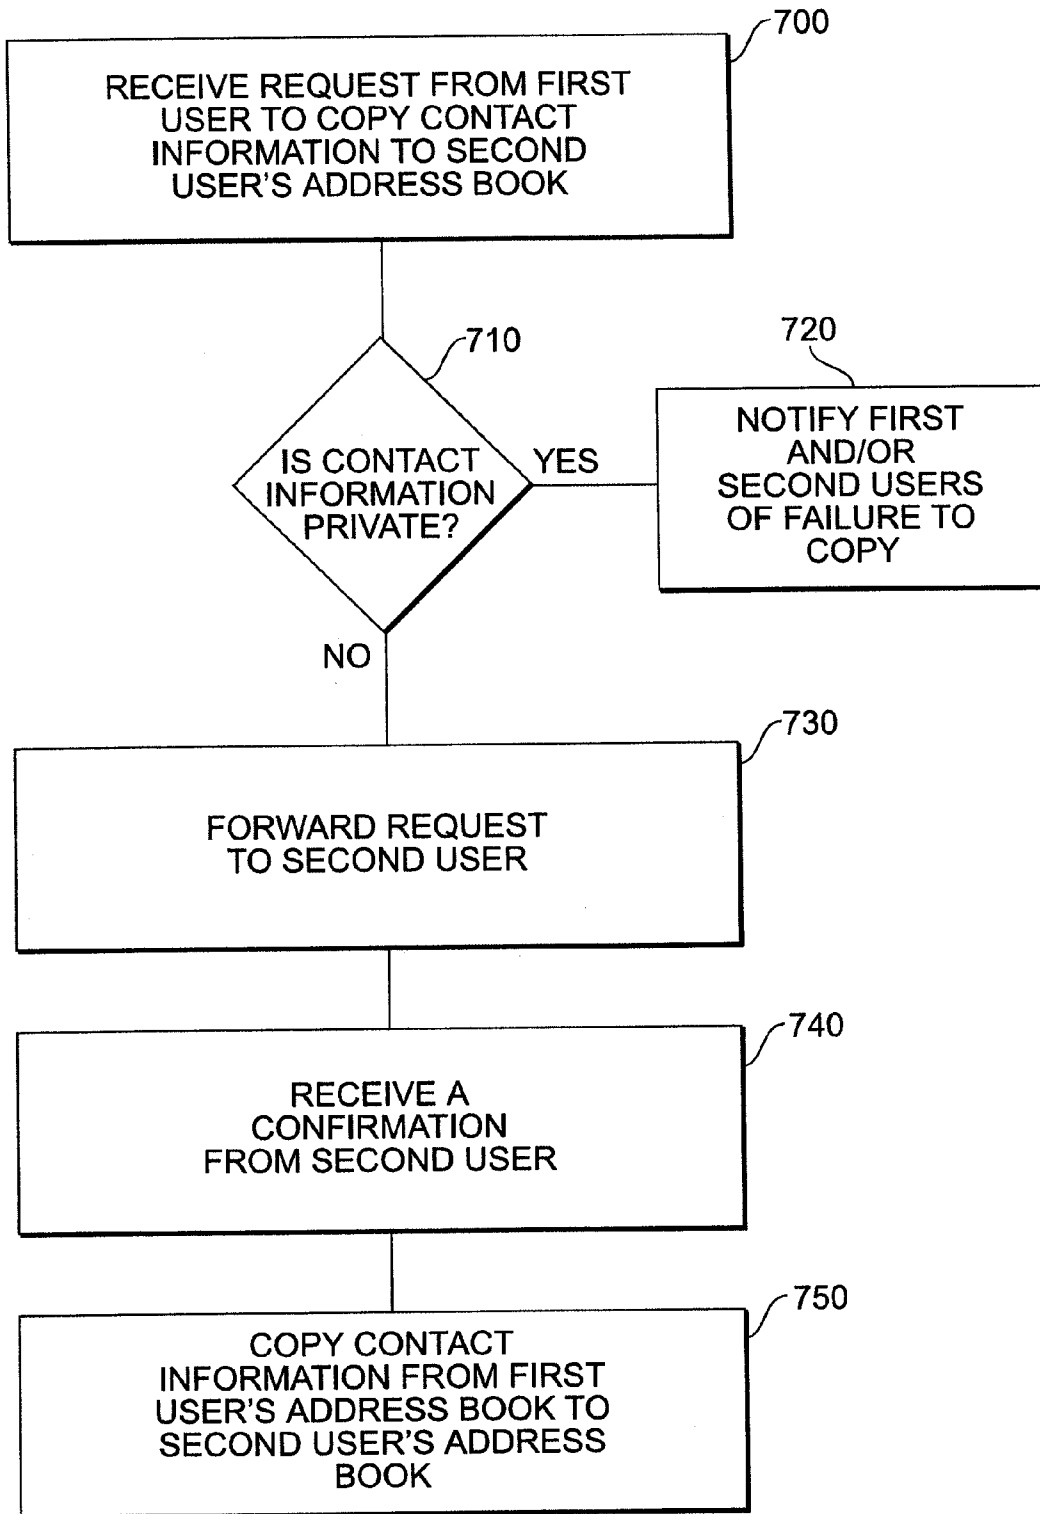 700
RECEIVE REQUEST FROM FIRST
USER TO COPY CONTACT
INFORMATION TO SECOND
USER'S ADDRESS BOOK
710
IS CONTACT
INFORMATION
PRIVATE?
YES
720
NOTIFY FIRST
AND/OR
SECOND USERS
OF FAILURE TO
COPY
NO
730
FORWARD REQUEST
TO SECOND USER
740
RECEIVE A
CONFIRMATION
FROM SECOND USER
750
COPY CONTACT
INFORMATION FROM FIRST
USER'S ADDRESS BOOK TO
SECOND USER'S ADDRESS
BOOK